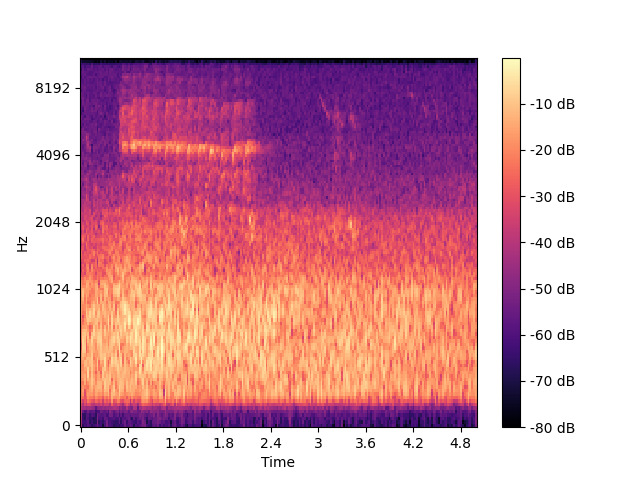 8192
4096
2048
1024
512
0
Hz
0 0.6 1.2 1.8 2.4 3 3.6 4.2 4.8
Time
-10 dB
-20 dB
-30 dB
-40 dB
-50 dB
-60 dB
-70 dB
-80 dB